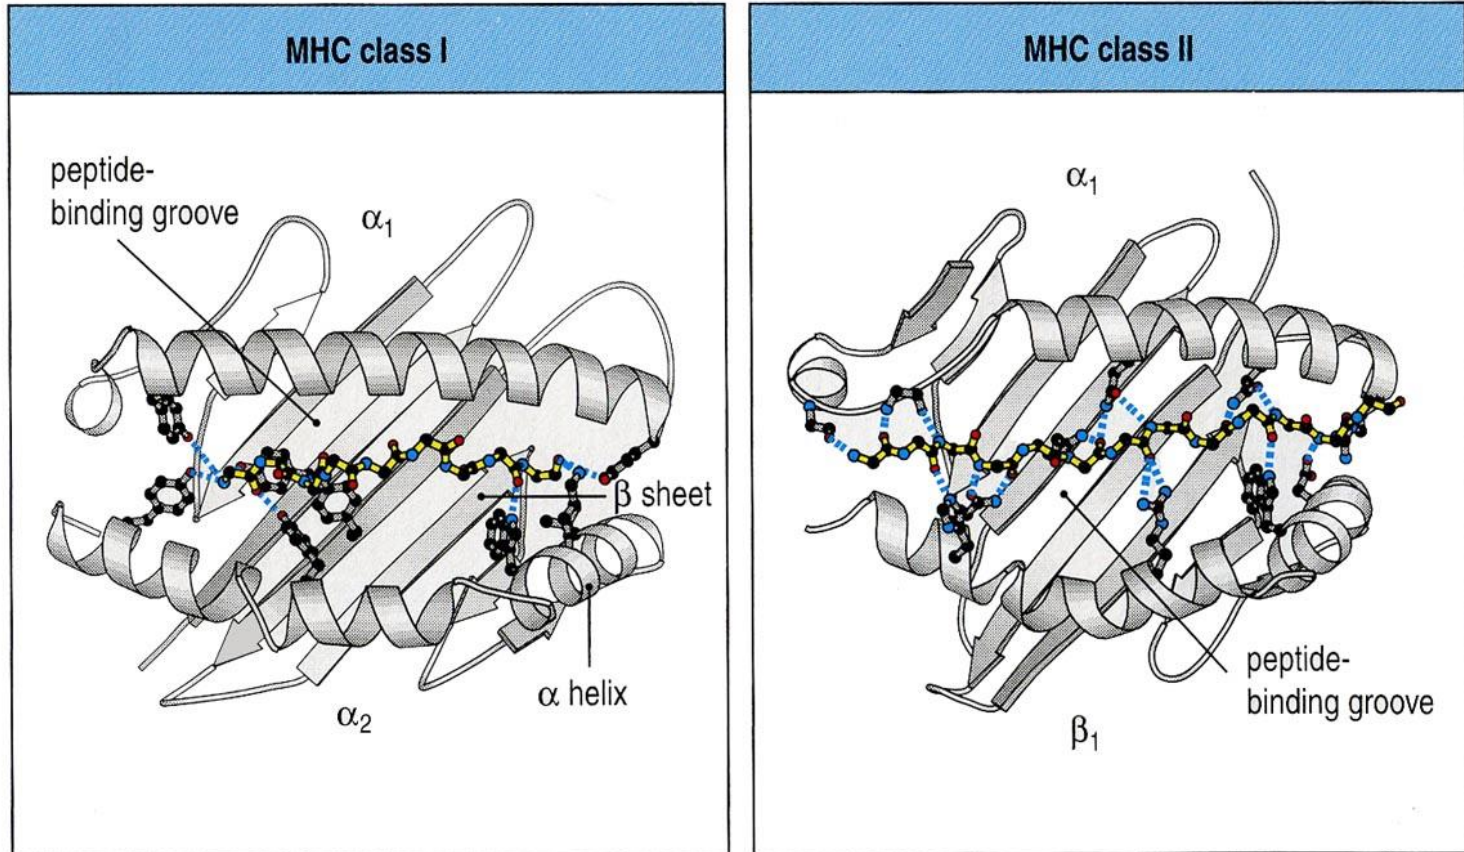 MHC class I
peptide-
binding groove
α1
β sheet
α helix
α2
MHC class II
α1
peptide-
binding groove
β1